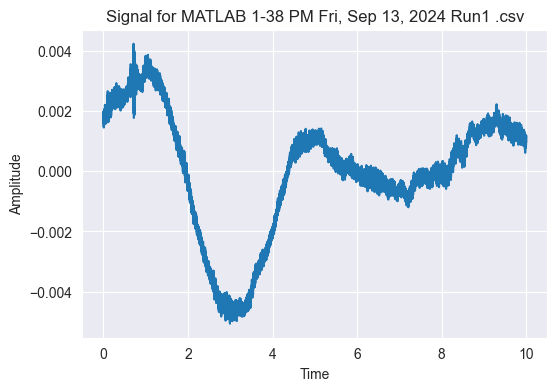 Signal for MATLAB 1-38 PM Fri, Sep 13, 2024 Run1 .csv
0.004
0.002
0.000
−0.002
−0.004
Amplitude
0 2 4 6 8 10
Time